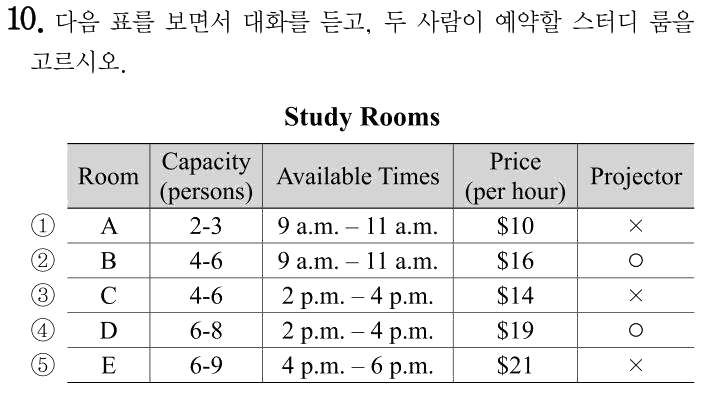 10. 다음 표를 보면서 대화를 듣고, 두 사람이 예약할 스터디 룸을
고르시오.
Study Rooms
Room Capacity (persons) Available Times Price (per hour) Projector
① A 2-3 9 a.m. – 11 a.m. $10 ×
② B 4-6 9 a.m. – 11 a.m. $16 ○
③ C 4-6 2 p.m. – 4 p.m. $14 ×
④ D 6-8 2 p.m. – 4 p.m. $19 ○
⑤ E 6-9 4 p.m. – 6 p.m. $21 ×